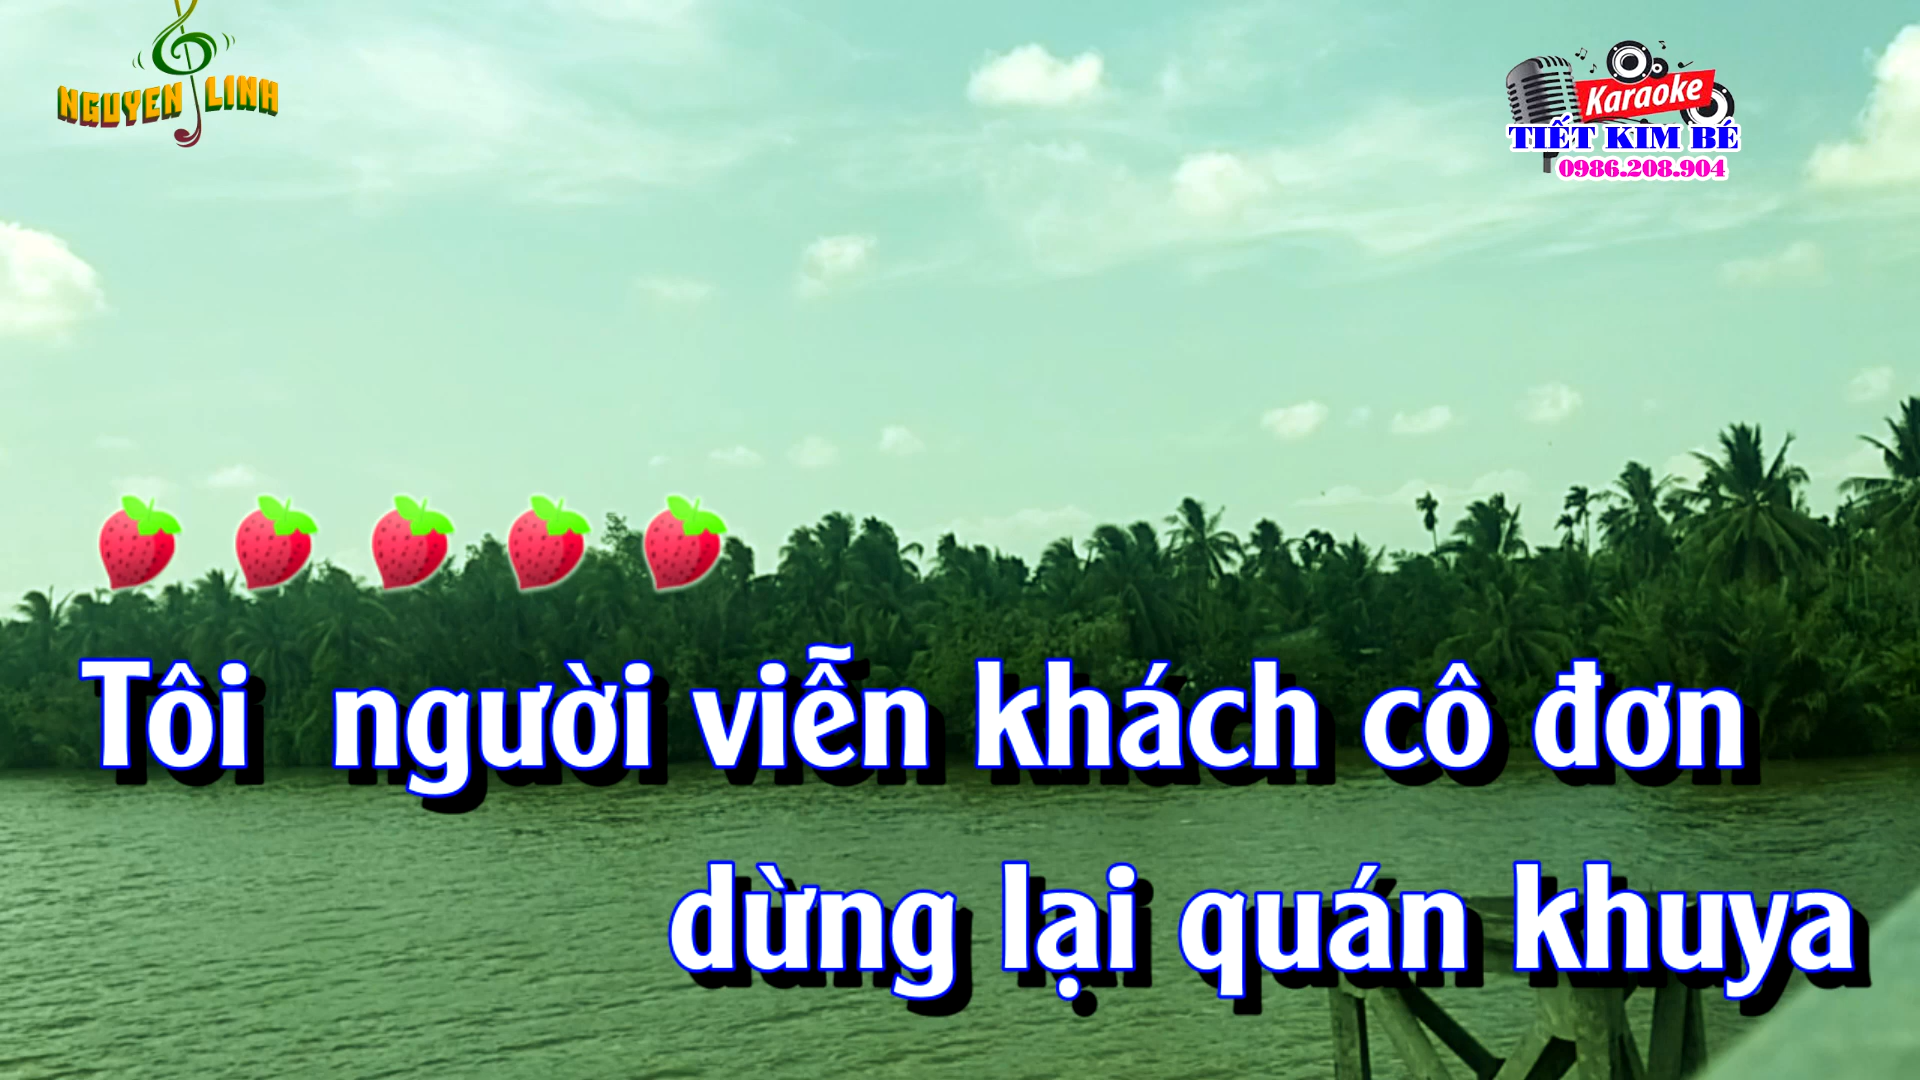 NGUYEN LINH
Karaoke
TIẾT KIM BÉ
0986.208.904
Tôi người viễn khách cô đơn
dừng lại quán khuya